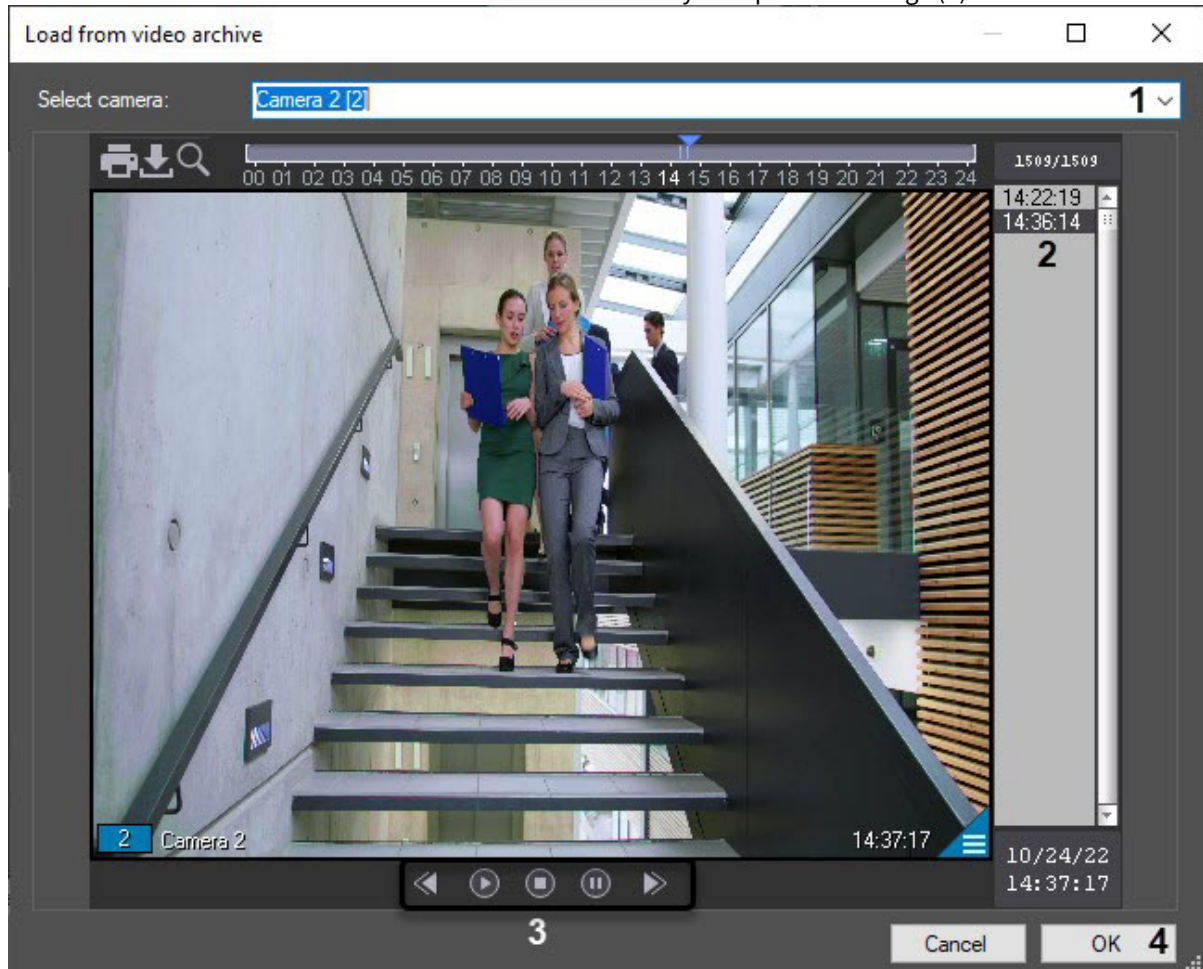 Load from video archive
Select camera: Camera 2 [2] 1
1509/1509
00 01 02 03 04 05 06 07 08 09 10 11 12 13 14 15 16 17 18 19 20 21 22 23 24
14:22:19
14:36:14
2
2 Camera 2 14:37:17
10/24/22
14:37:17
3
Cancel OK 4